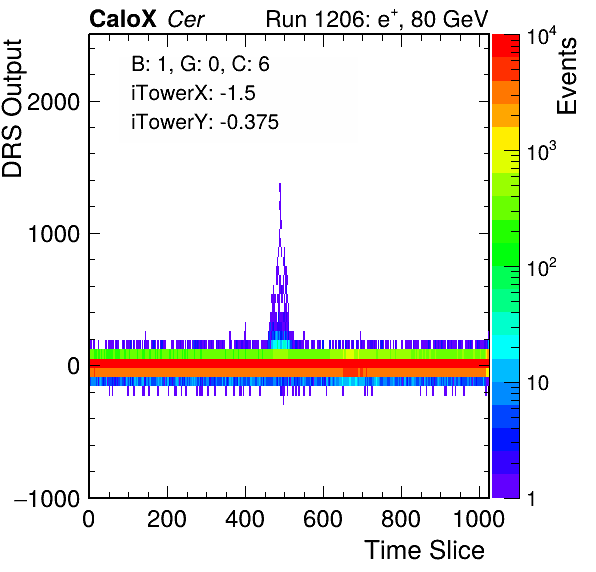 CaloX Cer Run 1206: e⁺, 80 GeV
B: 1, G: 0, C: 6
iTowerX: -1.5
iTowerY: -0.375
DRS Output
2000
1000
0
−1000
0 200 400 600 800 1000
Time Slice
10⁴
10³
10²
10
1
Events